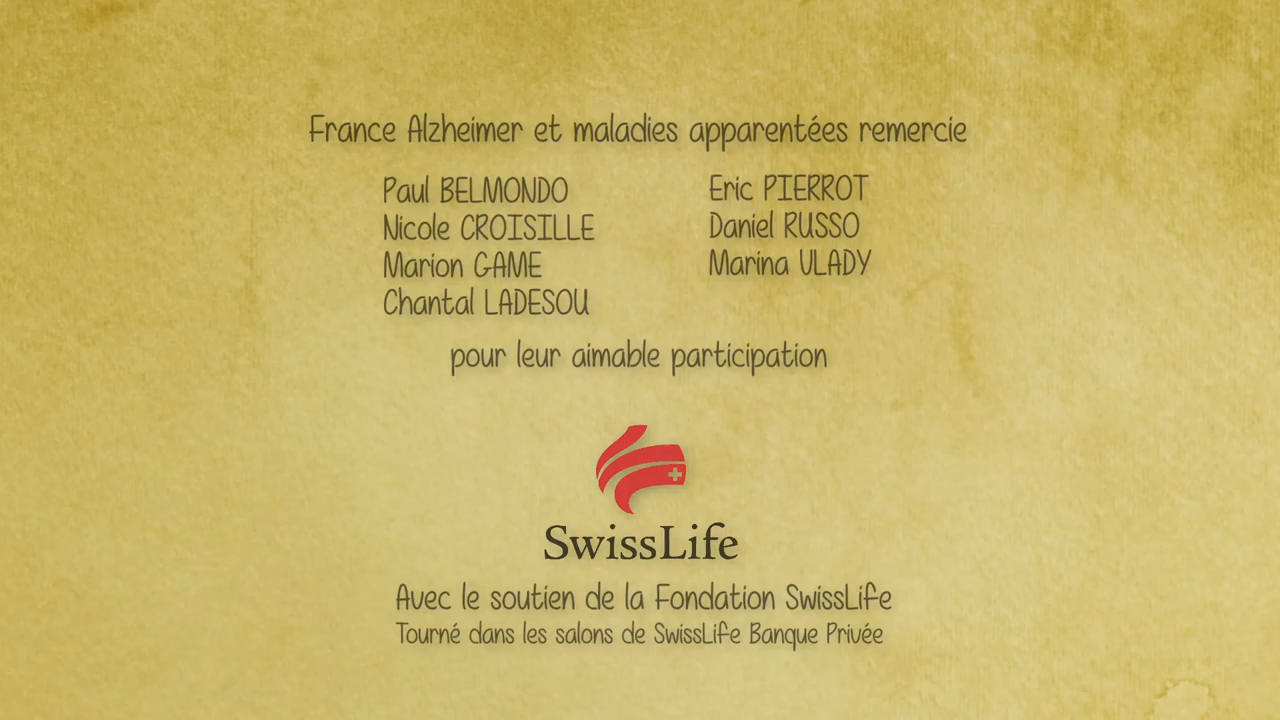 France Alzheimer et maladies apparentées remercie
Paul BELMONDO
Nicole CROISILLE
Marion GAME
Chantal LADESOU
Eric PIERROT
Daniel RUSSO
Marina VLADY
pour leur aimable participation
SwissLife
Avec le soutien de la Fondation SwissLife
Tourné dans les salons de SwissLife Banque Privée